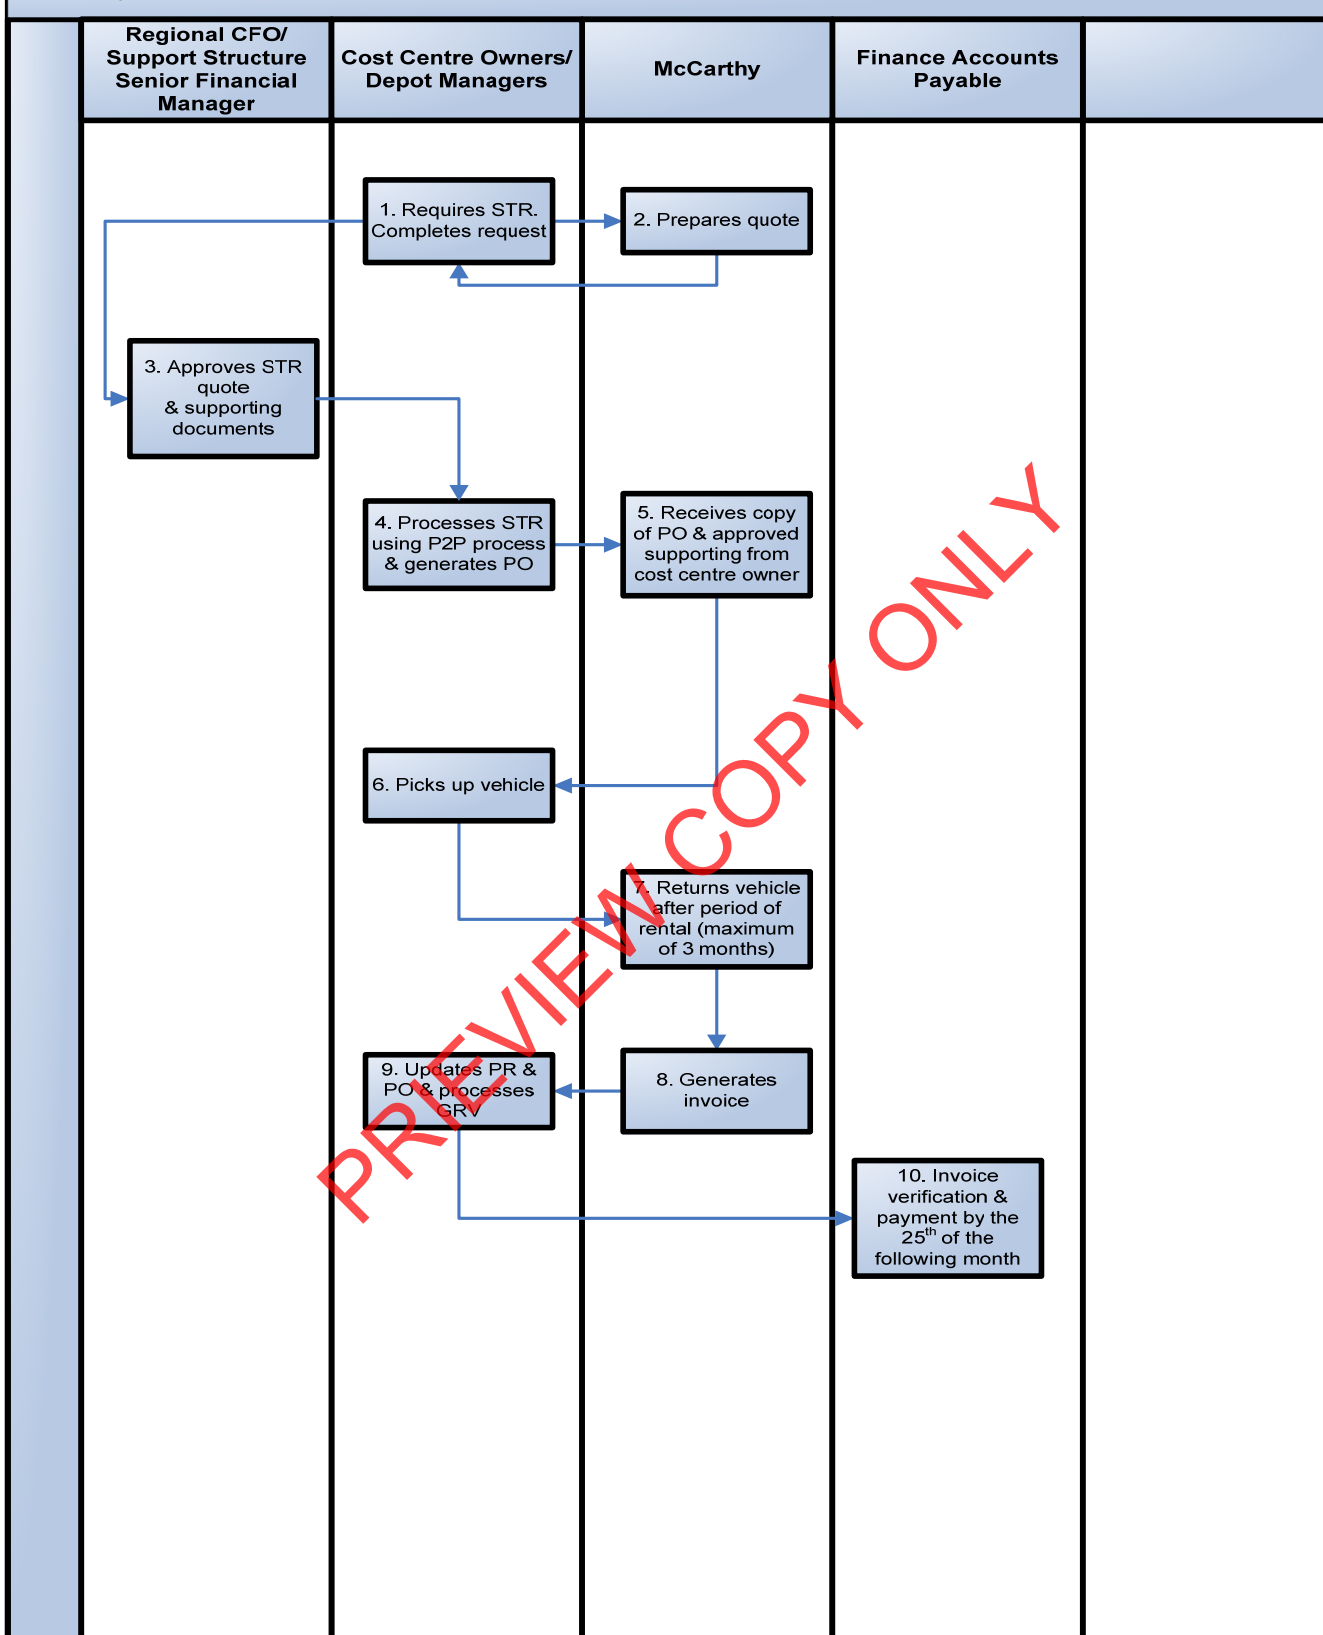 Regional CFO/
Support Structure
Senior Financial
Manager
Cost Centre Owners/
Depot Managers
McCarthy
Finance Accounts
Payable
1. Requires STR.
Completes request
2. Prepares quote
3. Approves STR
quote
& supporting
documents
4. Processes STR
using P2P process
& generates PO
5. Receives copy
of PO & approved
supporting from
cost centre owner
6. Picks up vehicle
7. Returns vehicle
after period of
rental (maximum
of 3 months)
8. Generates
invoice
9. Updates PR &
PO & processes
GRV
10. Invoice
verification &
payment by the
25th of the
following month
PRIEVIEW COPY ONLY